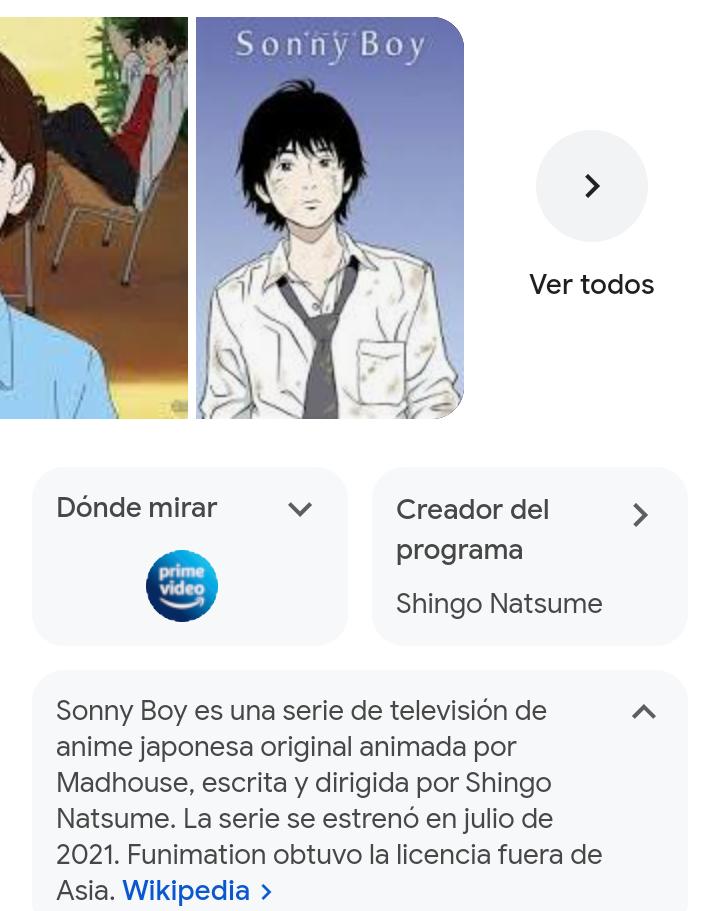 Sonny Boy
Ver todos
Dónde mirar
prime
video
Creador del
programa
Shingo Natsume
Sonny Boy es una serie de televisión de
anime japonesa original animada por
Madhouse, escrita y dirigida por Shingo
Natsume. La serie se estrenó en julio de
2021. Funimation obtuvo la licencia fuera de
Asia. Wikipedia